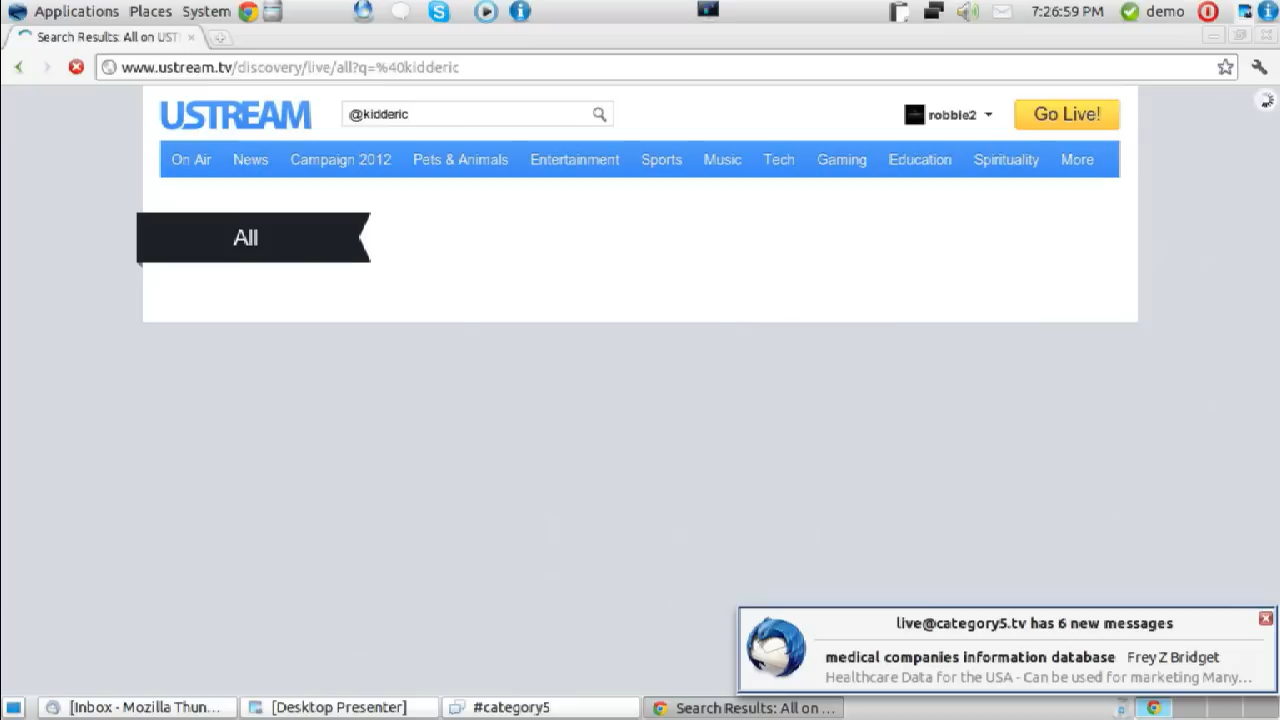 Applications Places System 7:26:59 PM demo
Search Results: All on UST
www.ustream.tv/discovery/live/all?q=%40kidderic
USTREAM @kidderic robbie2 Go Live!
On Air News Campaign 2012 Pets & Animals Entertainment Sports Music Tech Gaming Education Spirituality More
All
live@category5.tv has 6 new messages
medical companies information database Frey Z Bridget
Healthcare Data for the USA - Can be used for marketing Many...
[Inbox - Mozilla Thun... [Desktop Presenter] #category5 Search Results: All on ...